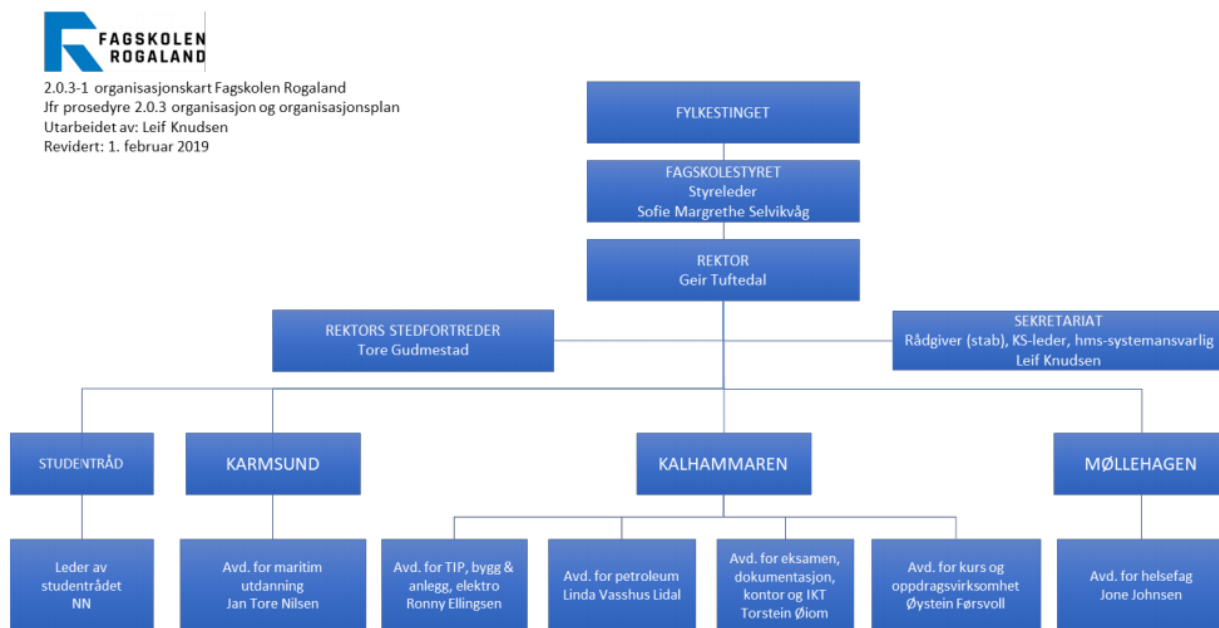 FAGSKOLEN
ROGALAND
2.0.3-1 organisasjonskart Fagskolen Rogaland
Jfr prosedyre 2.0.3 organisasjon og organisasjonsplan
Utarbeidet av: Leif Knudsen
Revidert: 1. februar 2019
FYLKESTINGET
FAGSKOLESTYRET
Styreleder
Sofie Margrethe Selvikvåg
REKTOR
Geir Tuftedal
REKTORS STEDFORTREDER
Tore Gudmestad
SEKRETARIAT
Rådgiver (stab), KS-leder, hms-systemansvarlig
Leif Knudsen
STUDENTRÅD
KARMSUND
KALHAMMAREN
MØLLEHAGEN
Leder av
studentrådet
NN
Avd. for maritim
utdanning
Jan Tore Nilsen
Avd. for TIP, bygg &
anlegg, elektro
Ronny Ellingsen
Avd. for petroleum
Linda Vasshus Lidal
Avd. for eksamen,
dokumentasjon,
kontor og IKT
Torstein Øiom
Avd. for kurs og
oppdragsvirksomhet
Øystein Førsvoll
Avd. for helsefag
Jone Johnsen